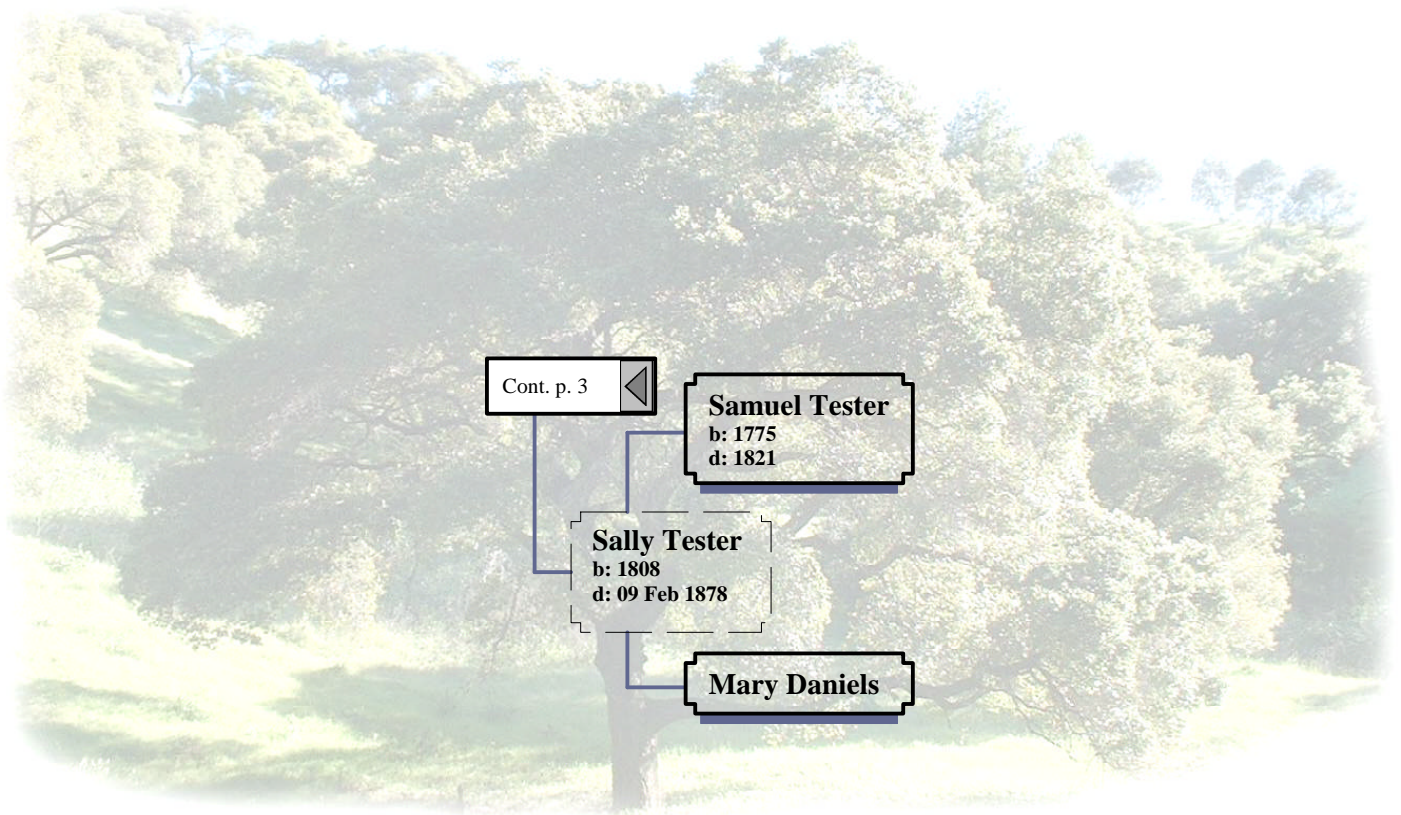 Cont. p. 3
Samuel Tester
b: 1775
d: 1821
Sally Tester
b: 1808
d: 09 Feb 1878
Mary Daniels